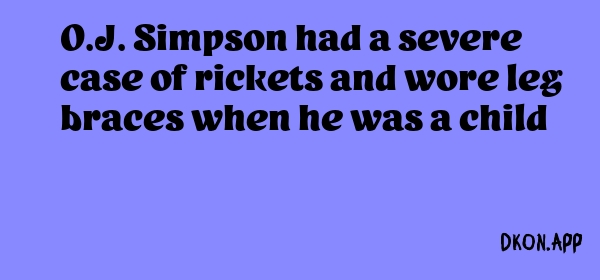 O.J. Simpson had a severe
case of rickets and wore leg
braces when he was a child
DKON.APP